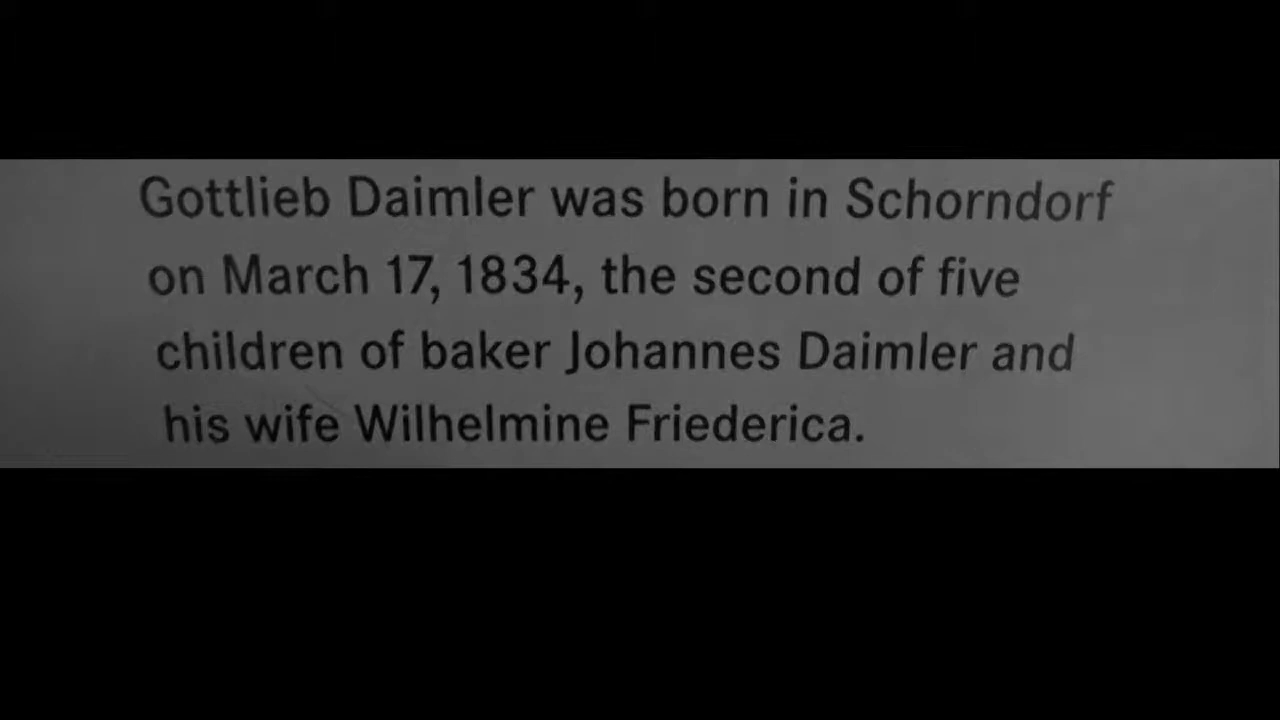 Gottlieb Daimler was born in Schorndorf
on March 17, 1834, the second of five
children of baker Johannes Daimler and
his wife Wilhelmine Friederica.